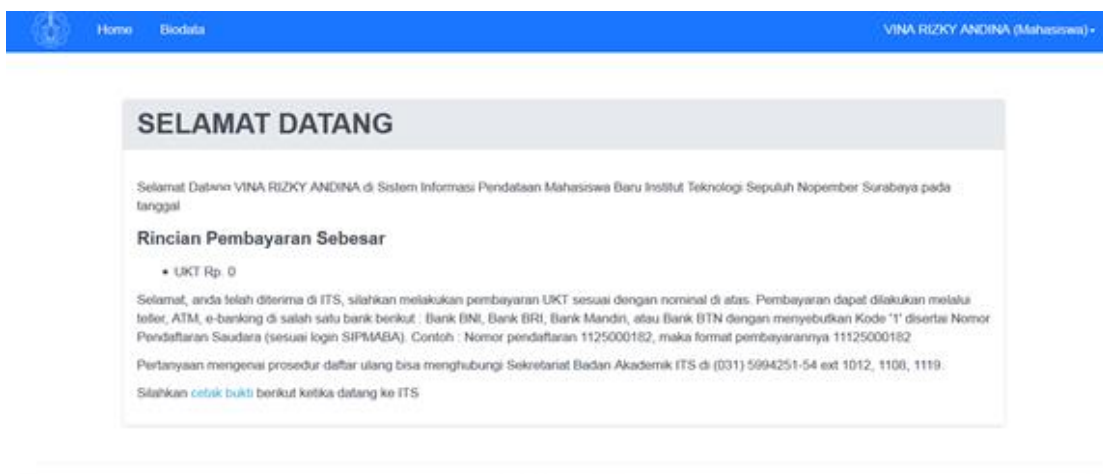 Home Biodata VINA RIZKY ANDINA (Mahasiswa)
SELAMAT DATANG
Selamat Datang VINA RIZKY ANDINA di Sistem Informasi Pendataan Mahasiswa Baru Institut Teknologi Sepuluh Nopember Surabaya pada
tanggal
Rincian Pembayaran Sebesar
• UKT Rp. 0
Selamat, anda telah diterima di ITS, silahkan melakukan pembayaran UKT sesuai dengan nominal di atas. Pembayaran dapat dilakukan melalui
teller, ATM, e-banking di salah satu bank berikut : Bank BNI, Bank BRI, Bank Mandiri, atau Bank BTN dengan menyebutkan Kode '1' disertai Nomor
Pendaftaran Saudara (sesuai login SIPMABA). Contoh : Nomor pendaftaran 1125000182, maka format pembayarannya 11125000182
Pertanyaan mengenai prosedur daftar ulang bisa menghubungi Sekretariat Badan Akademik ITS di (031) 5994251-54 ext 1012, 1108, 1119.
Silahkan cetak bukti berikut ketika datang ke ITS